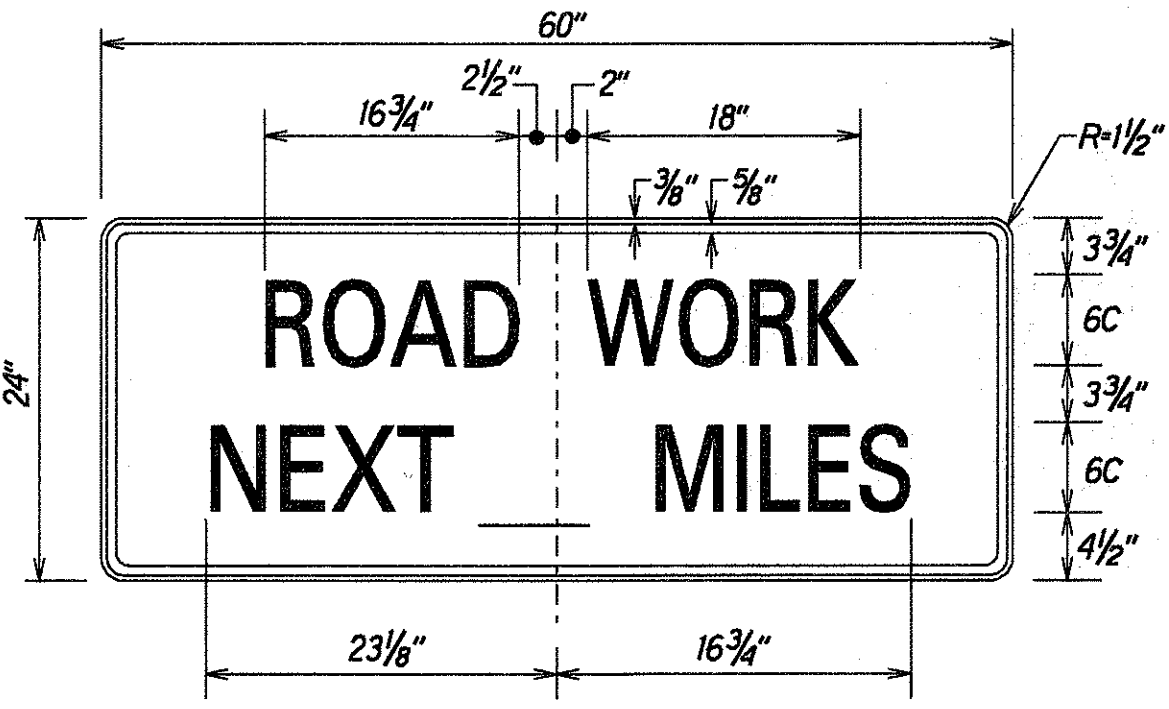 60"
2½" 2"
16¾" 18"
R=1½"
⅜" ⅝"
3¾"
24"
ROAD WORK
6C
3¾"
NEXT MILES
6C
4½"
23⅛" 16¾"